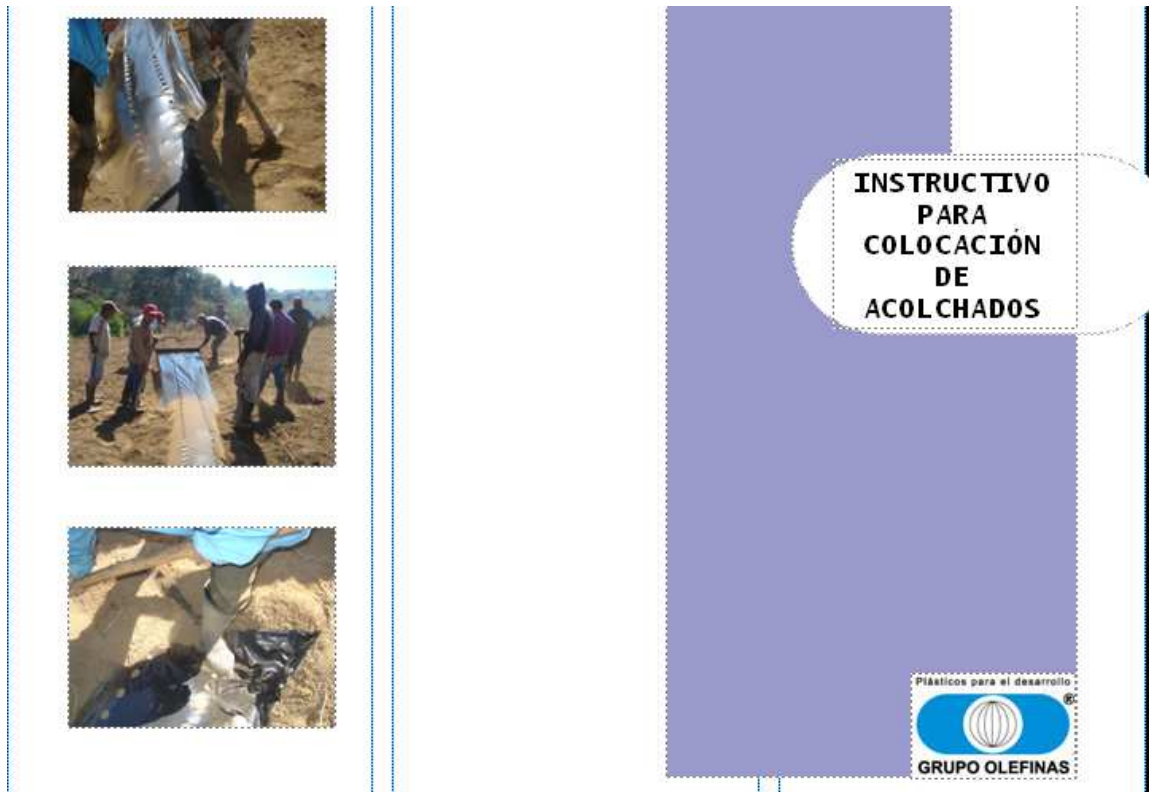 INSTRUCTIVO
PARA
COLOCACIÓN
DE
ACOLCHADOS
Plásticos para el desarrollo
®
GRUPO OLEFINAS